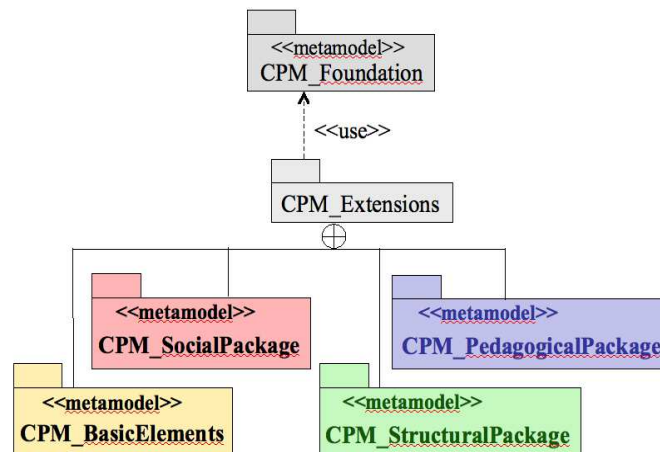 <<metamodel>>
CPM_Foundation
<<use>>
CPM_Extensions
<<metamodel>>
CPM_SocialPackage
<<metamodel>>
CPM_PedagogicalPackage
<<metamodel>>
CPM_BasicElements
<<metamodel>>
CPM_StructuralPackage